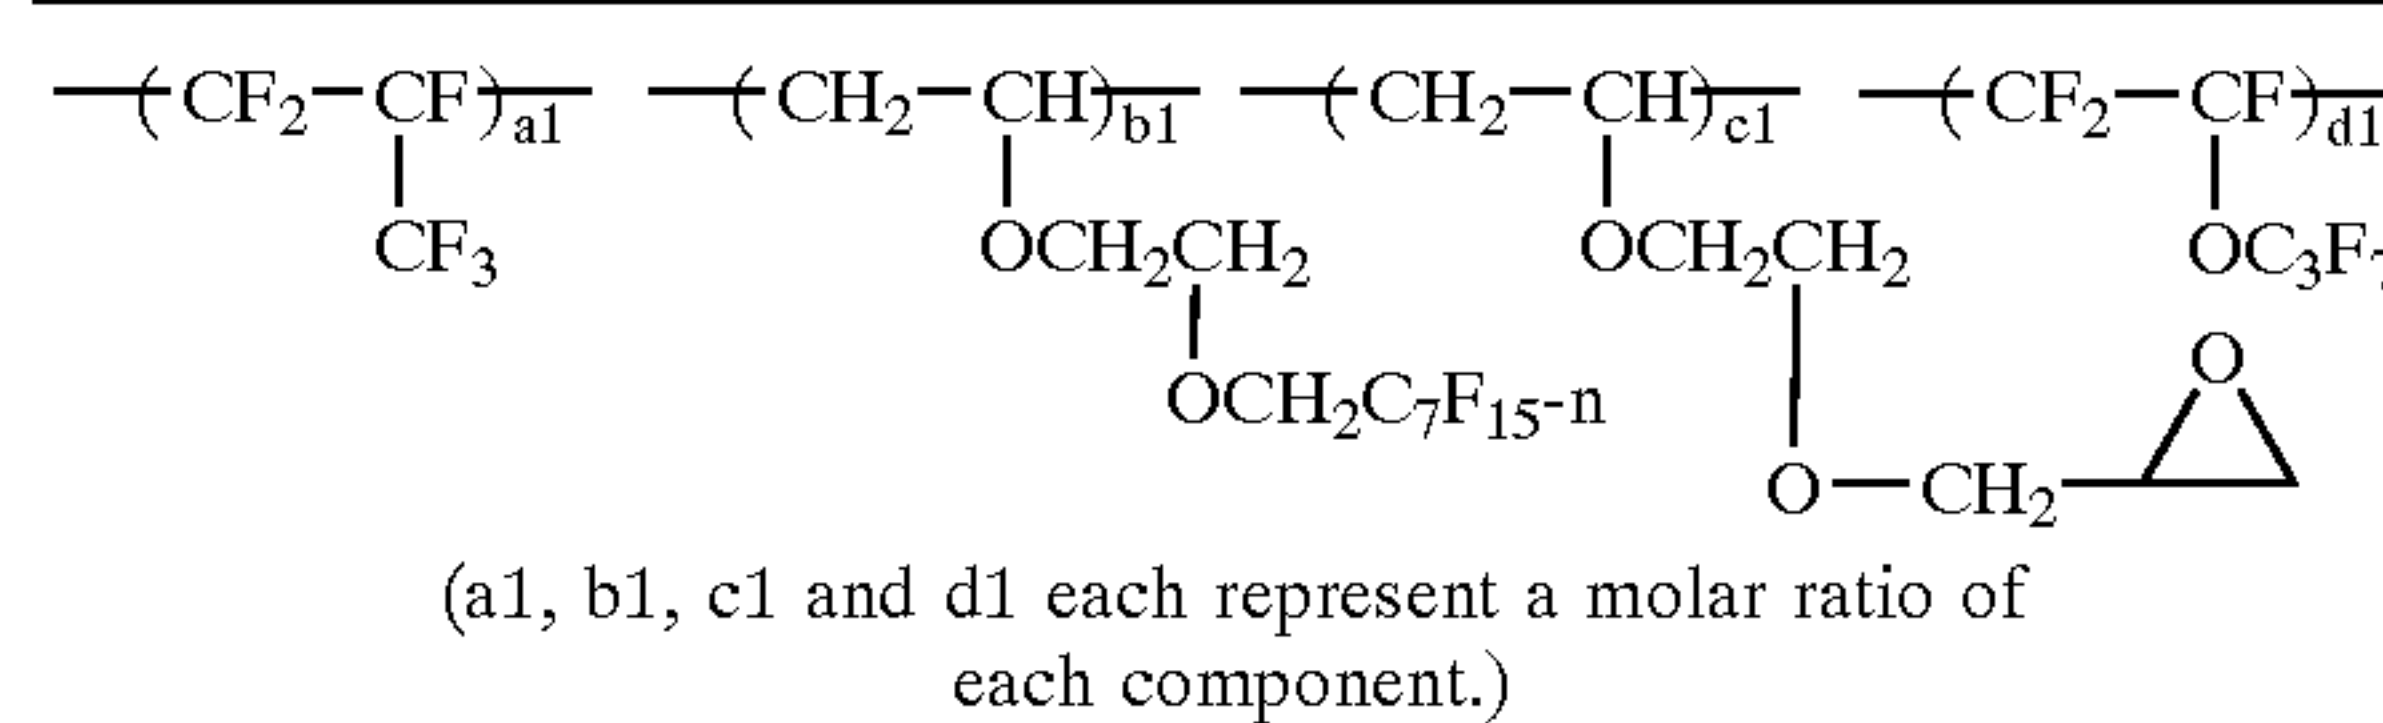 —(CF₂—CF)a1— —(CH₂—CH)b1— —(CH₂—CH)c1— —(CF₂—CF)d1
CF₃ OCH₂CH₂ OCH₂CH₂ OC₃F
O
OCH₂C₇F₁₅-n
O—CH₂
(a1, b1, c1 and d1 each represent a molar ratio of
each component.)